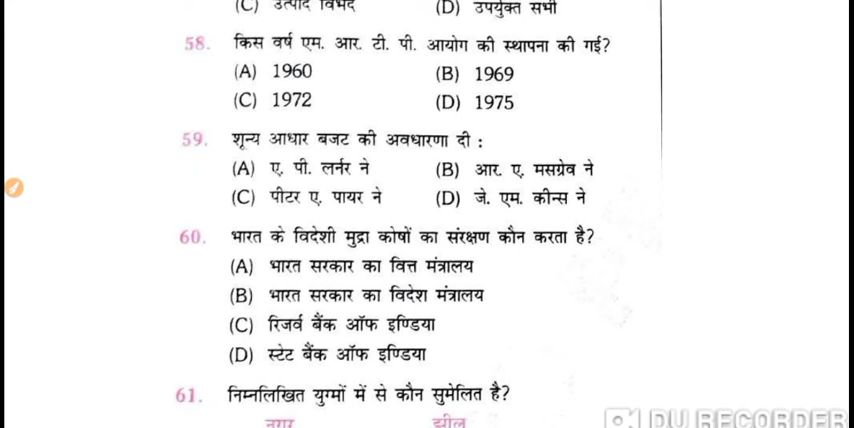 (C) उत्पाद विभेद (D) उपर्युक्त सभी
58. किस वर्ष एम. आर. टी. पी. आयोग की स्थापना की गई?
(A) 1960 (B) 1969
(C) 1972 (D) 1975
59. शून्य आधार बजट की अवधारणा दी :
(A) ए. पी. लर्नर ने (B) आर. ए. मसग्रेव ने
(C) पीटर ए. पायर ने (D) जे. एम. कीन्स ने
60. भारत के विदेशी मुद्रा कोषों का संरक्षण कौन करता है?
(A) भारत सरकार का वित्त मंत्रालय
(B) भारत सरकार का विदेश मंत्रालय
(C) रिजर्व बैंक ऑफ इण्डिया
(D) स्टेट बैंक ऑफ इण्डिया
61. निम्नलिखित युग्मों में से कौन सुमेलित है?
नगर झील
DU RECORDER